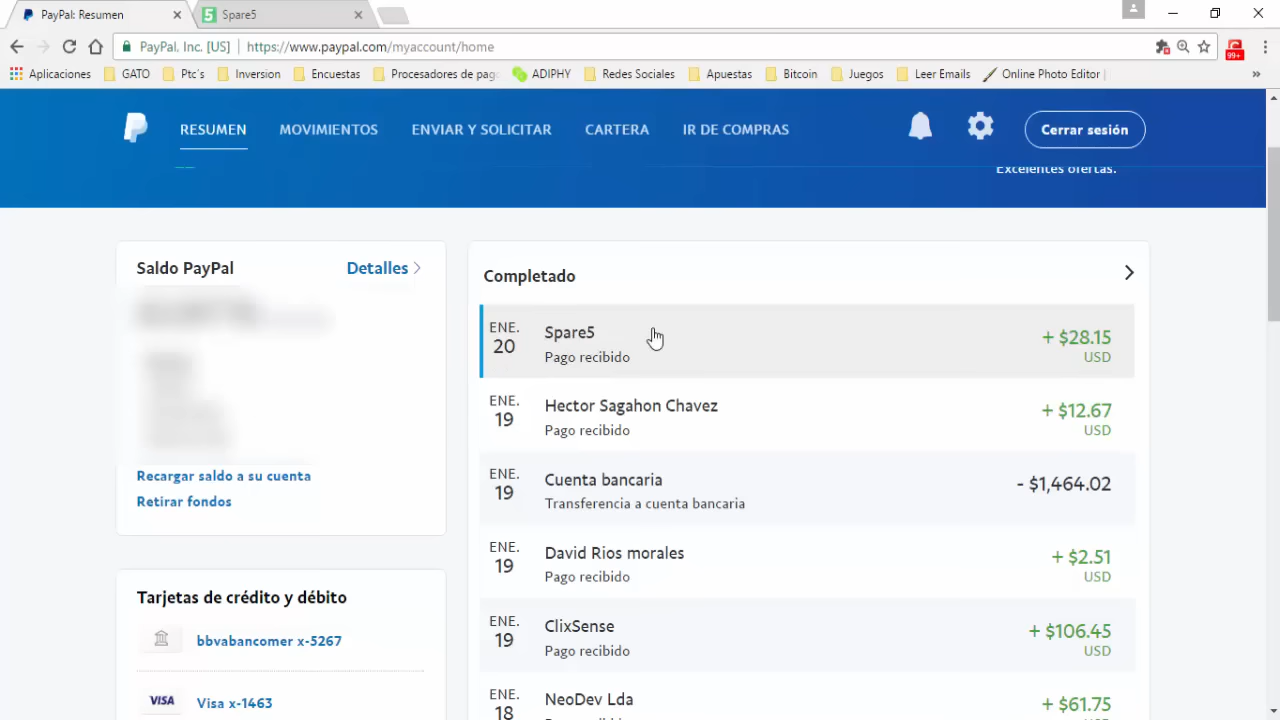 PayPal: Resumen
Spare5
PayPal, Inc. [US] https://www.paypal.com/myaccount/home
99+
Aplicaciones GATO Ptc's Inversion Encuestas Procesadores de pago ADIPHY Redes Sociales Apuestas Bitcoin Juegos Leer Emails Online Photo Editor
RESUMEN MOVIMIENTOS ENVIAR Y SOLICITAR CARTERA IR DE COMPRAS Cerrar sesión
Excelentes ofertas.
Saldo PayPal Detalles
Recargar saldo a su cuenta
Retirar fondos
Tarjetas de crédito y débito
bbvabancomer x-5267
VISA Visa x-1463
Completado
ENE. 20 Spare5 + $28.15
Pago recibido USD
ENE. 19 Hector Sagahon Chavez + $12.67
Pago recibido USD
ENE. 19 Cuenta bancaria - $1,464.02
Transferencia a cuenta bancaria
ENE. 19 David Rios morales + $2.51
Pago recibido USD
ENE. 19 ClixSense + $106.45
Pago recibido USD
ENE. 18 NeoDev Lda + $61.75